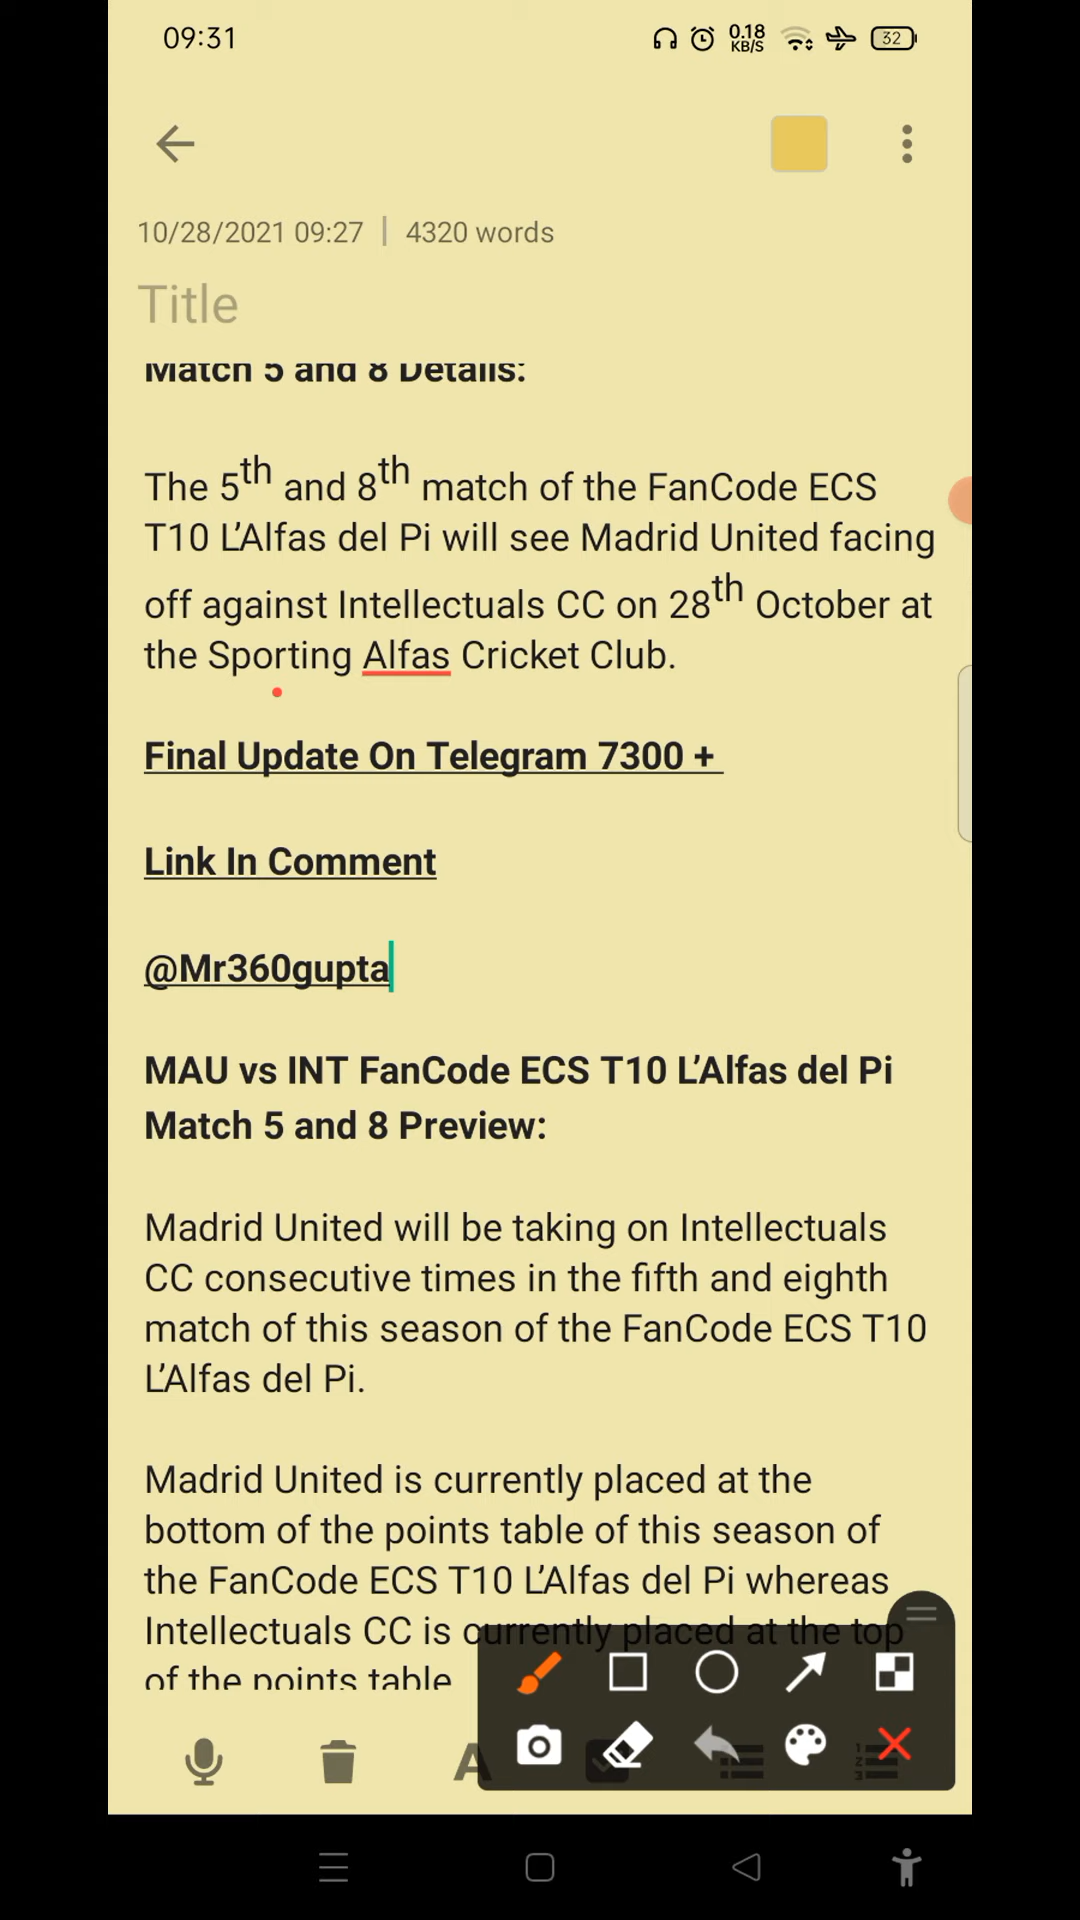 09:31
0.18
KB/S
32
10/28/2021 09:27 | 4320 words
Title
Match 5 and 8 Details:
The 5th and 8th match of the FanCode ECS
T10 L’Alfas del Pi will see Madrid United facing
off against Intellectuals CC on 28th October at
the Sporting Alfas Cricket Club.
Final Update On Telegram 7300 +
Link In Comment
@Mr360gupta
MAU vs INT FanCode ECS T10 L’Alfas del Pi
Match 5 and 8 Preview:
Madrid United will be taking on Intellectuals
CC consecutive times in the fifth and eighth
match of this season of the FanCode ECS T10
L’Alfas del Pi.
Madrid United is currently placed at the
bottom of the points table of this season of
the FanCode ECS T10 L’Alfas del Pi whereas
Intellectuals CC is currently placed at the top
of the points table
A